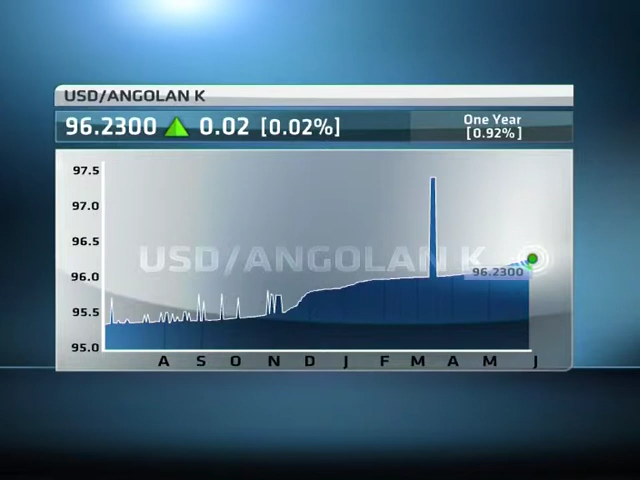 USD/ANGOLAN K
96.2300 0.02 [0.02%]
One Year
[0.92%]
97.5
97.0
96.5
96.0
95.5
95.0
USD/ANGOLAN K
96.2300
A S O N D J F M A M J